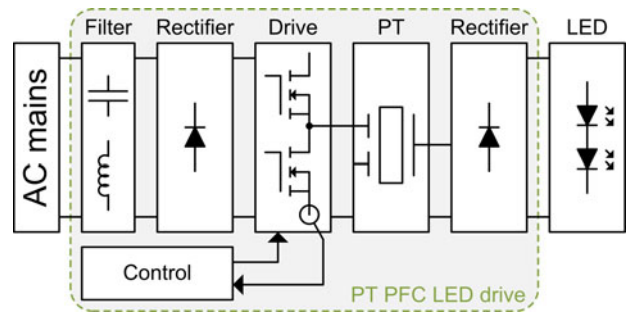 Filter Rectifier Drive PT Rectifier LED
AC mains
Control
PT PFC LED drive